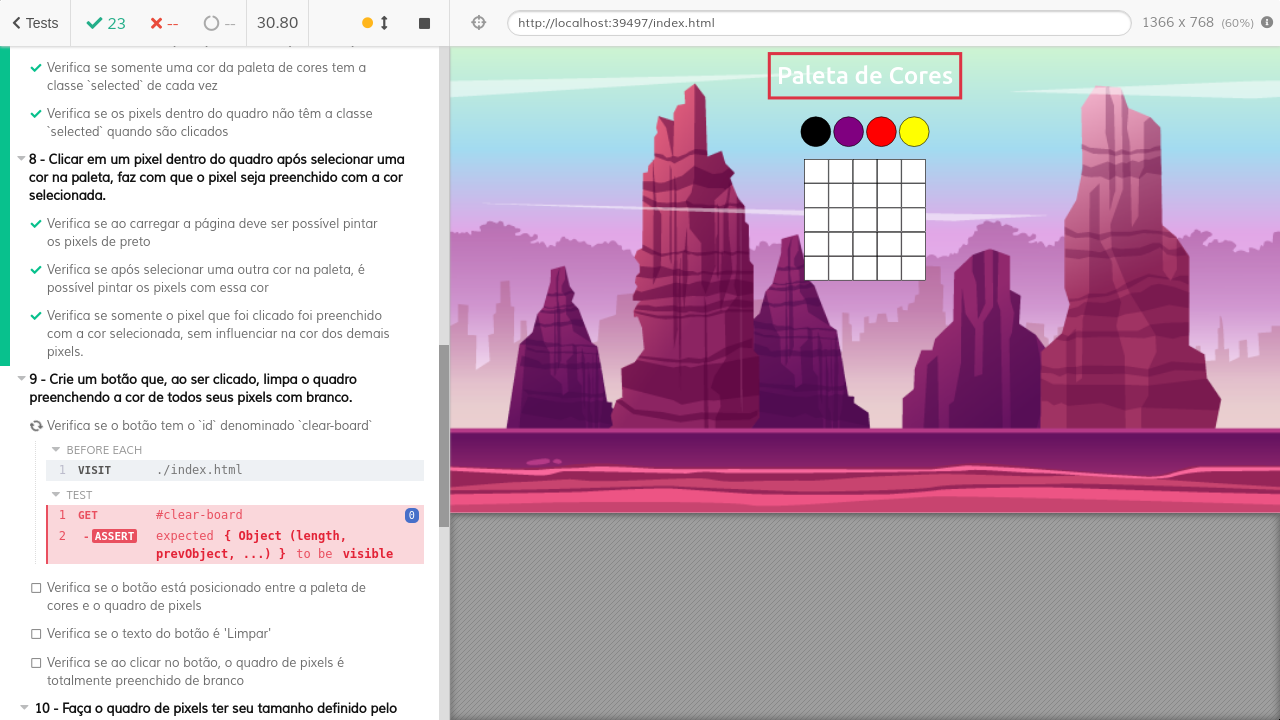 Tests
23
--
--
30.80
http://localhost:39497/index.html
1366 x 768 (60%)
Verifica se somente uma cor da paleta de cores tem a
classe `selected` de cada vez
Verifica se os pixels dentro do quadro não têm a classe
`selected` quando são clicados
8 - Clicar em um pixel dentro do quadro após selecionar uma
cor na paleta, faz com que o pixel seja preenchido com a cor
selecionada.
Verifica se ao carregar a página deve ser possível pintar
os pixels de preto
Verifica se após selecionar uma outra cor na paleta, é
possível pintar os pixels com essa cor
Verifica se somente o pixel que foi clicado foi preenchido
com a cor selecionada, sem influenciar na cor dos demais
pixels.
9 - Crie um botão que, ao ser clicado, limpa o quadro
preenchendo a cor de todos seus pixels com branco.
Verifica se o botão tem o `id` denominado `clear-board`
BEFORE EACH
1 VISIT ./index.html
TEST
1 GET #clear-board 0
2 -ASSERT expected { Object (length,
prevObject, ...) } to be visible
Verifica se o botão está posicionado entre a paleta de
cores e o quadro de pixels
Verifica se o texto do botão é 'Limpar'
Verifica se ao clicar no botão, o quadro de pixels é
totalmente preenchido de branco
10 - Faça o quadro de pixels ter seu tamanho definido pelo
Paleta de Cores